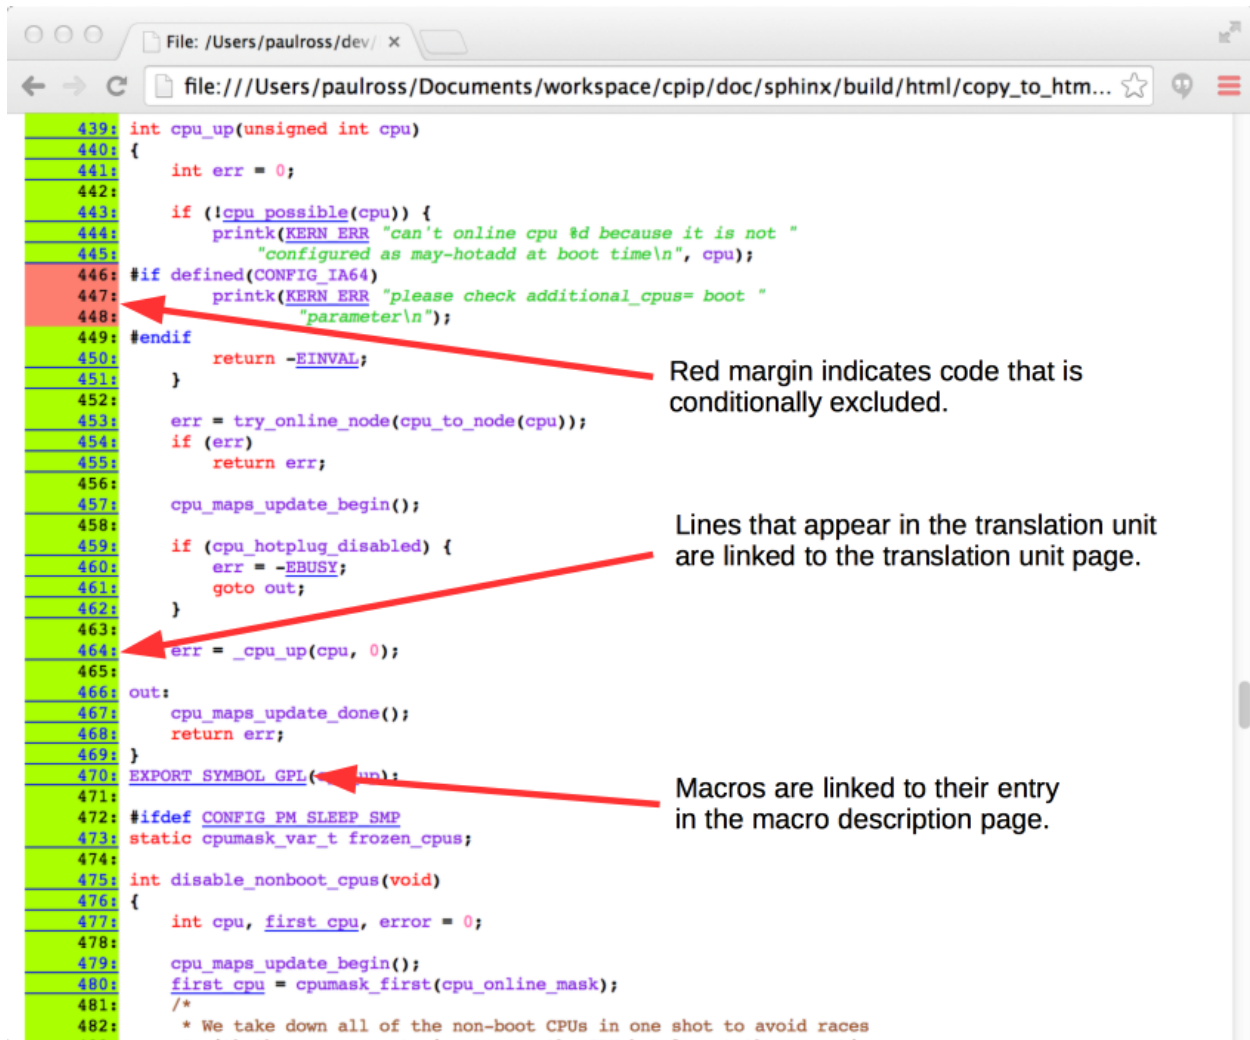 File: /Users/paulross/dev/
file:///Users/paulross/Documents/workspace/cpip/doc/sphinx/build/html/copy_to_htm...
439: int cpu_up(unsigned int cpu)
440: {
441:     int err = 0;
442:
443:     if (!cpu_possible(cpu)) {
444:         printk(KERN_ERR "can't online cpu %d because it is not "
445:             "configured as may-hotadd at boot time\n", cpu);
446: #if defined(CONFIG_IA64)
447:         printk(KERN_ERR "please check additional_cpus= boot "
448:                 "parameter\n");
449: #endif
450:         return -EINVAL;
451:     }
452:
453:     err = try_online_node(cpu_to_node(cpu));
454:     if (err)
455:         return err;
456:
457:     cpu_maps_update_begin();
458:
459:     if (cpu_hotplug_disabled) {
460:         err = -EBUSY;
461:         goto out;
462:     }
463:
464:     err = _cpu_up(cpu, 0);
465:
466: out:
467:     cpu_maps_update_done();
468:     return err;
469: }
470: EXPORT_SYMBOL_GPL( up);
471:
472: #ifdef CONFIG_PM_SLEEP_SMP
473: static cpumask_var_t frozen_cpus;
474:
475: int disable_nonboot_cpus(void)
476: {
477:     int cpu, first_cpu, error = 0;
478:
479:     cpu_maps_update_begin();
480:     first_cpu = cpumask_first(cpu_online_mask);
481:     /*
482:      * We take down all of the non-boot CPUs in one shot to avoid races
Red margin indicates code that is
conditionally excluded.
Lines that appear in the translation unit
are linked to the translation unit page.
Macros are linked to their entry
in the macro description page.